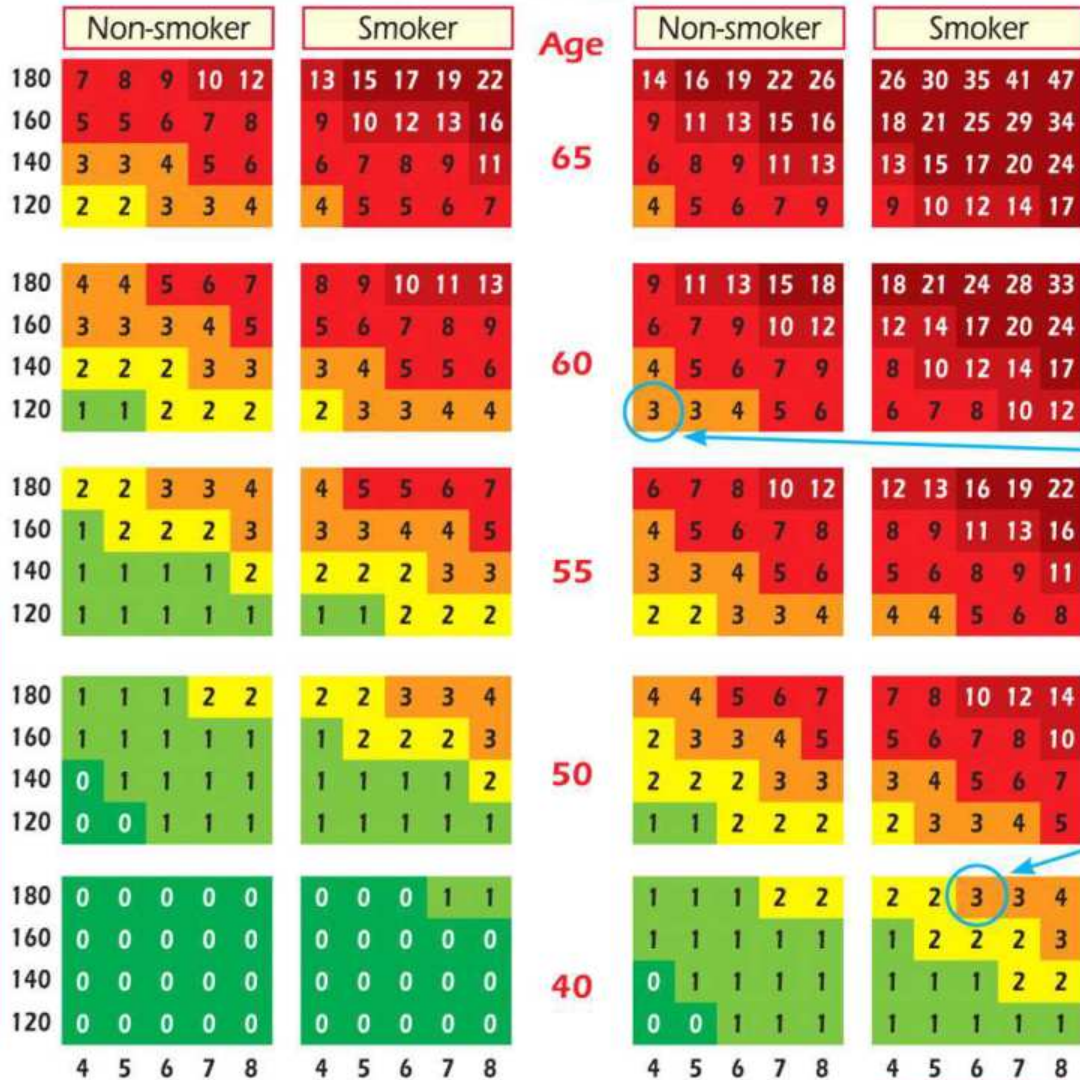 Non-smoker Smoker Age Non-smoker Smoker
180 7 8 9 10 12 13 15 17 19 22 14 16 19 22 26 26 30 35 41 47
160 5 5 6 7 8 9 10 12 13 16 9 11 13 15 16 18 21 25 29 34
65
140 3 3 4 5 6 6 7 8 9 11 6 8 9 11 13 13 15 17 20 24
120 2 2 3 3 4 4 5 5 6 7 4 5 6 7 9 9 10 12 14 17
180 4 4 5 6 7 8 9 10 11 13 9 11 13 15 18 18 21 24 28 33
160 3 3 3 4 5 5 6 7 8 9 6 7 9 10 12 12 14 17 20 24
60
140 2 2 2 3 3 3 4 5 5 6 4 5 6 7 9 8 10 12 14 17
120 1 1 2 2 2 2 3 3 4 4 3 3 4 5 6 6 7 8 10 12
180 2 2 3 3 4 4 5 5 6 7 6 7 8 10 12 12 13 16 19 22
160 1 2 2 2 3 3 3 4 4 5 4 5 6 7 8 8 9 11 13 16
55
140 1 1 1 1 2 2 2 2 3 3 3 3 4 5 6 5 6 8 9 11
120 1 1 1 1 1 1 1 2 2 2 2 2 3 3 4 4 4 5 6 8
180 1 1 1 2 2 2 2 3 3 4 4 4 5 6 7 7 8 10 12 14
160 1 1 1 1 1 1 2 2 2 3 2 3 3 4 5 5 6 7 8 10
50
140 0 1 1 1 1 1 1 1 1 2 2 2 2 3 3 3 4 5 6 7
120 0 0 1 1 1 1 1 1 1 1 1 1 2 2 2 2 3 3 4 5
180 0 0 0 0 0 0 0 0 1 1 1 1 1 2 2 2 2 3 3 4
160 0 0 0 0 0 0 0 0 0 0 1 1 1 1 1 1 2 2 2 3
40
140 0 0 0 0 0 0 0 0 0 0 0 1 1 1 1 1 1 1 2 2
120 0 0 0 0 0 0 0 0 0 0 0 0 1 1 1 1 1 1 1 1
4 5 6 7 8 4 5 6 7 8 4 5 6 7 8 4 5 6 7 8